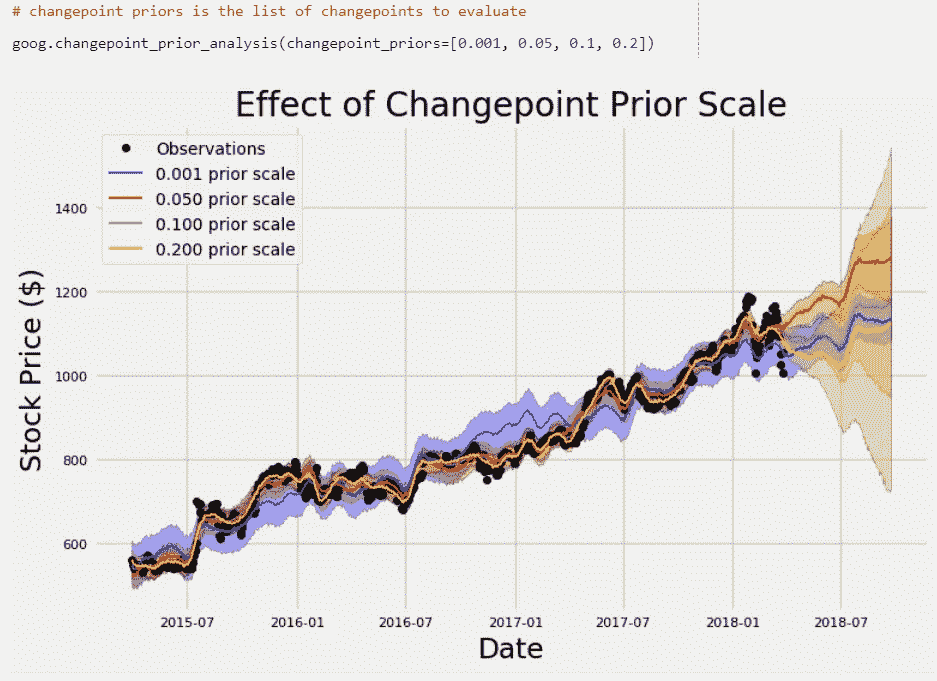 # changepoint priors is the list of changepoints to evaluate
goog.changepoint_prior_analysis(changepoint_priors=[0.001, 0.05, 0.1, 0.2])
Effect of Changepoint Prior Scale
Observations
0.001 prior scale
0.050 prior scale
0.100 prior scale
0.200 prior scale
1400
1200
1000
800
600
Stock Price ($)
2015-07 2016-01 2016-07 2017-01 2017-07 2018-01 2018-07
Date